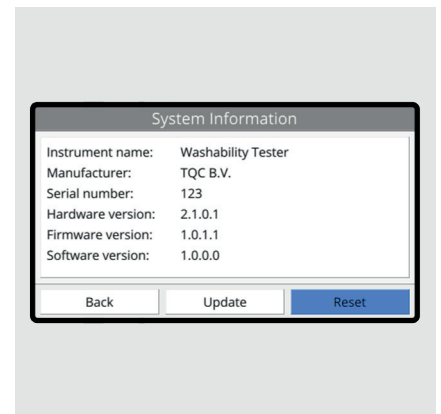 System Information
Instrument name: Washability Tester
Manufacturer: TQC B.V.
Serial number: 123
Hardware version: 2.1.0.1
Firmware version: 1.0.1.1
Software version: 1.0.0.0
Back Update Reset